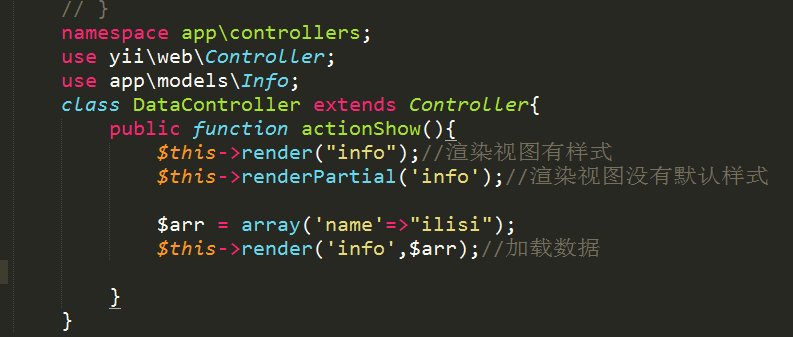 // }
namespace app\controllers;
use yii\web\Controller;
use app\models\Info;
class DataController extends Controller{
public function actionShow(){
$this->render("info");//渲染视图有样式
$this->renderPartial('info');//渲染视图没有默认样式
$arr = array('name'=>"ilisi");
$this->render('info',$arr);//加载数据
}
}